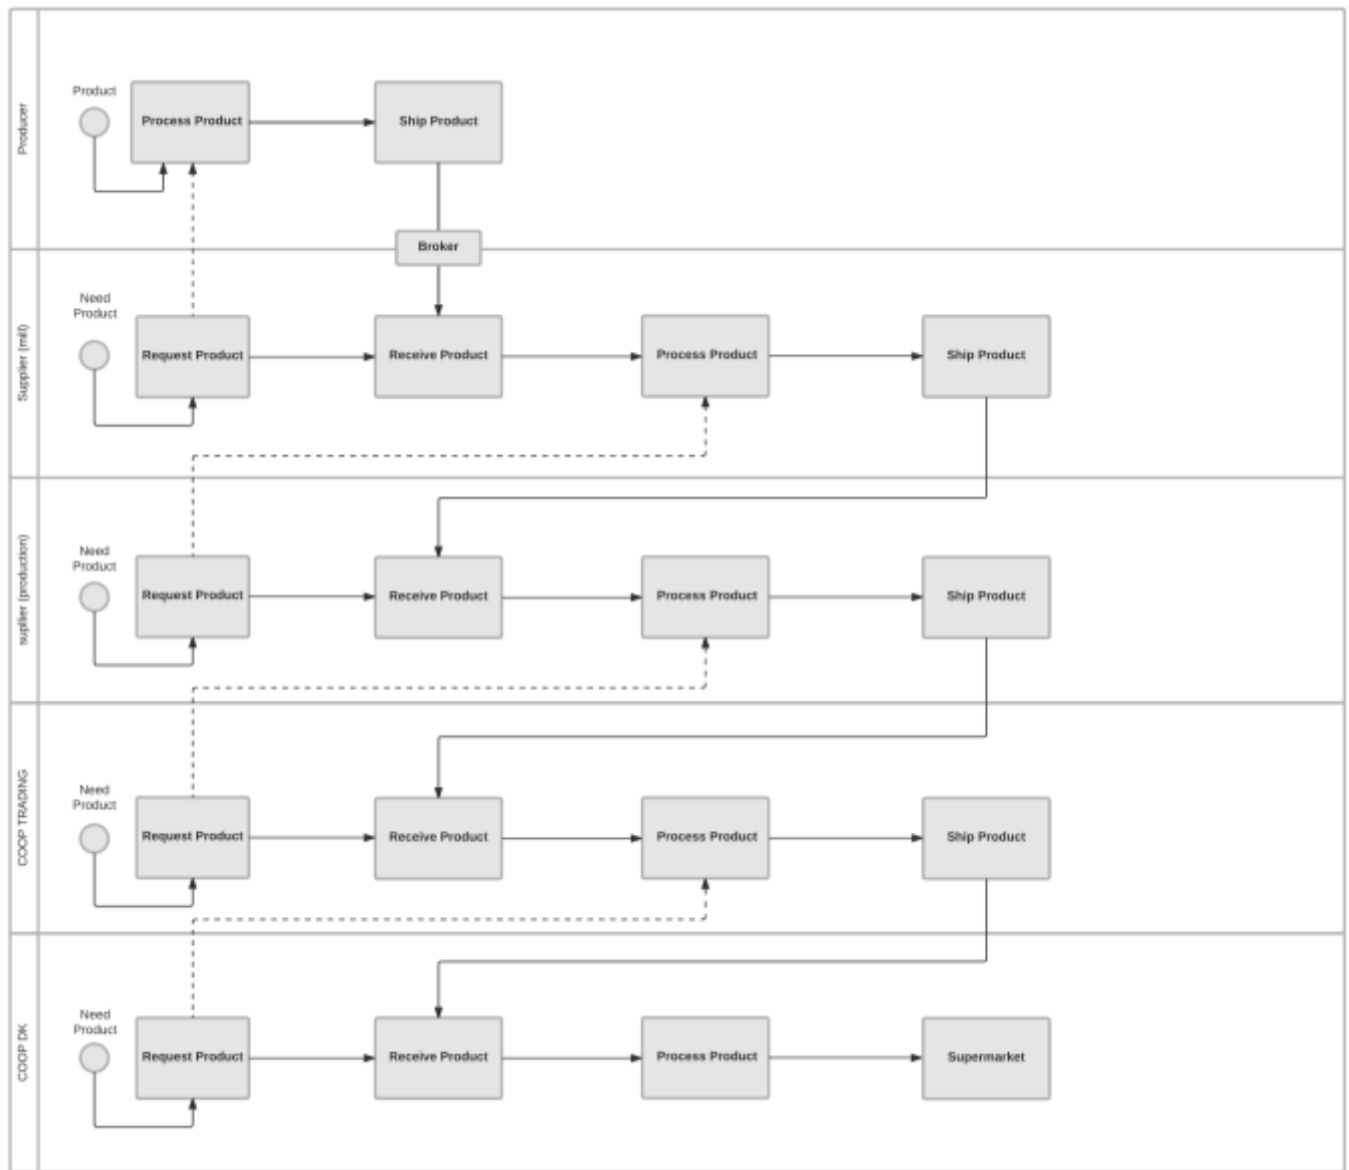 Producer
Product
Process Product
Ship Product
Broker
Supplier (mill)
Need
Product
Request Product
Receive Product
Process Product
Ship Product
supllier (production)
Need
Product
Request Product
Receive Product
Process Product
Ship Product
COOP TRADING
Need
Product
Request Product
Receive Product
Process Product
Ship Product
COOP DK
Need
Product
Request Product
Receive Product
Process Product
Supermarket